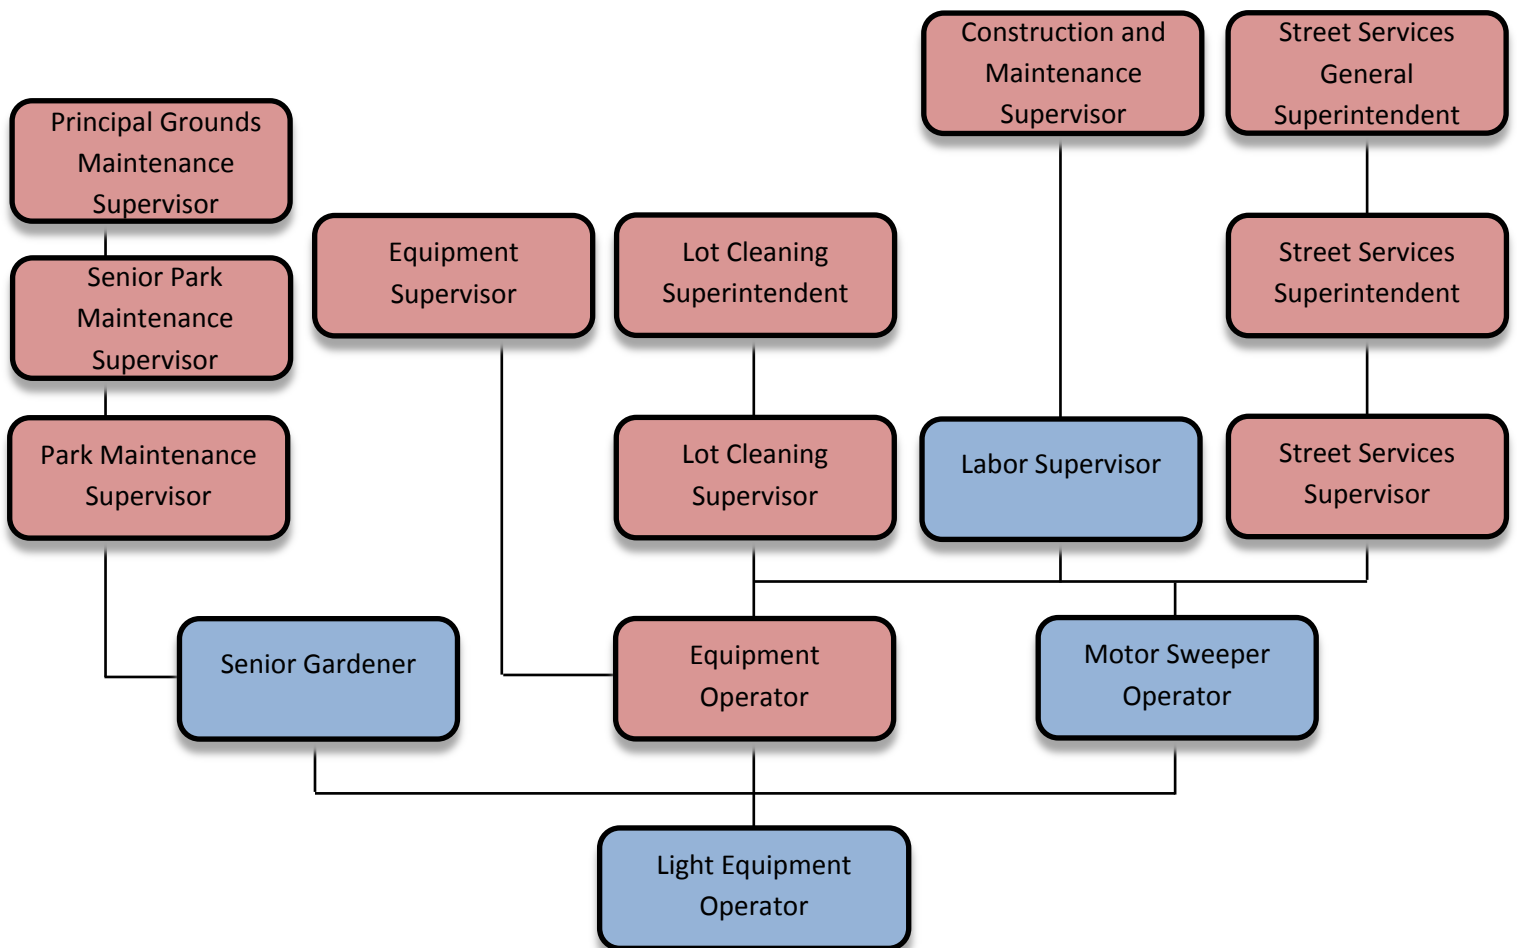 Construction and
Maintenance
Supervisor
Street Services
General
Superintendent
Principal Grounds
Maintenance
Supervisor
Equipment
Supervisor
Lot Cleaning
Superintendent
Street Services
Superintendent
Senior Park
Maintenance
Supervisor
Park Maintenance
Supervisor
Lot Cleaning
Supervisor
Labor Supervisor
Street Services
Supervisor
Senior Gardener
Equipment
Operator
Motor Sweeper
Operator
Light Equipment
Operator